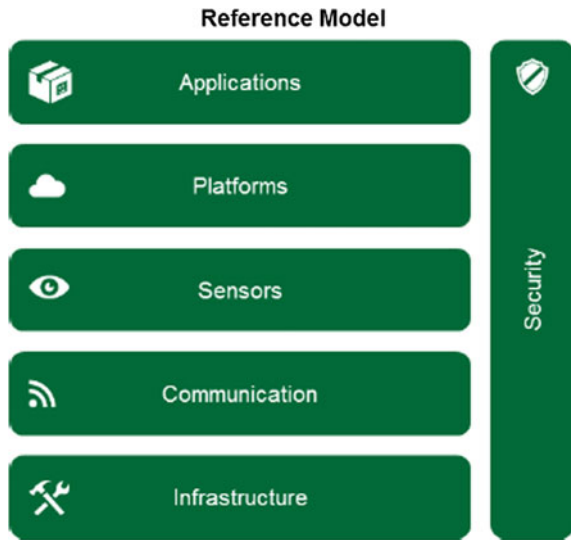 Reference Model
Applications
Platforms
Sensors
Communication
Infrastructure
Security